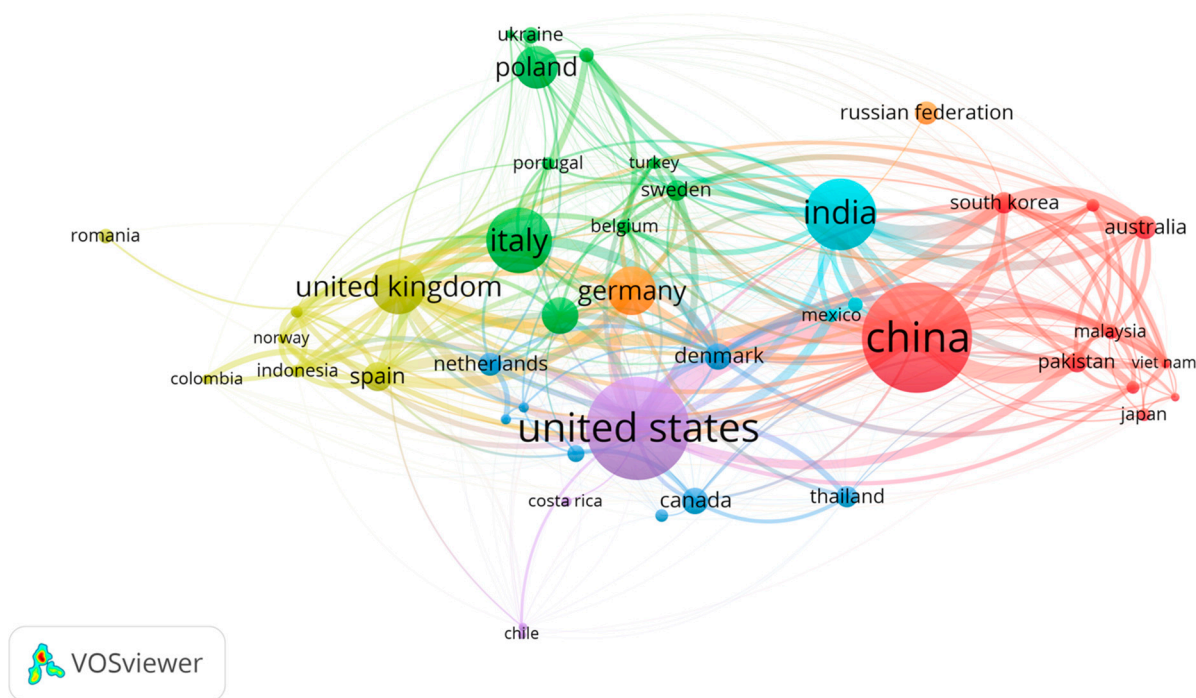 ukraine
poland
russian federation
portugal
turkey
sweden
south korea
india
belgium
australia
romania
italy
united kingdom
germany
mexico
norway
china
malaysia
denmark
netherlands
pakistan
viet nam
indonesia
colombia
spain
japan
united states
costa rica
canada
thailand
chile
VOSviewer